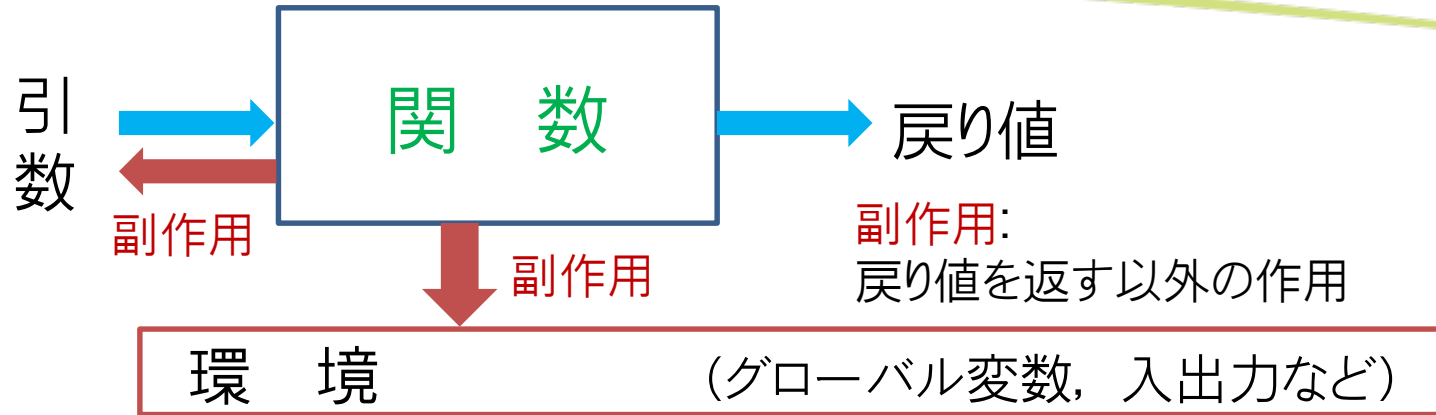 引
数
関　数
戻り値
副作用
副作用
副作用:
戻り値を返す以外の作用
環　境　（グローバル変数，入出力など）